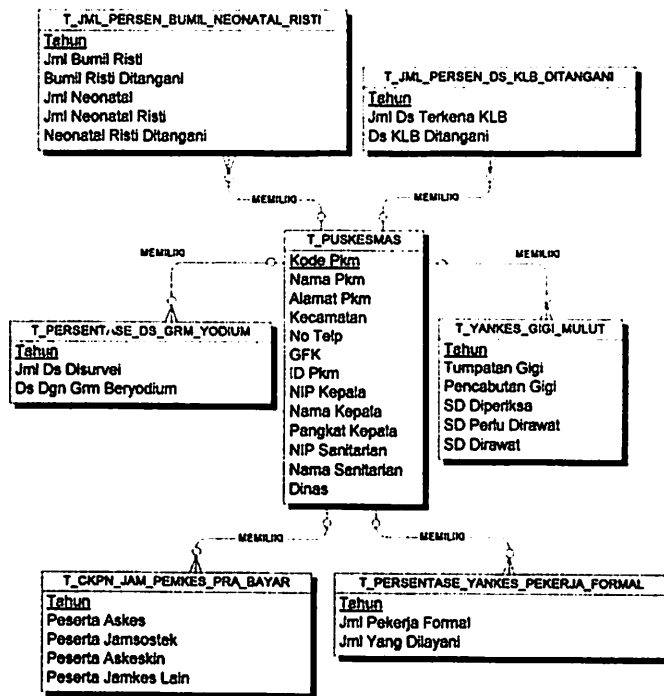 T_JML_PERSEN_BUMIL_NEONATAL_RISTI
Tahun
Jml Bumil Risti
Bumil Risti Ditangani
Jml Neonatal
Jml Neonatal Risti
Neonatal Risti Ditangani
T_JML_PERSEN_DS_KLB_DITANGANI
Tahun
Jml Ds Terkena KLB
Ds KLB Ditangani
MEMILIKI
MEMILIKI
MEMILIKI
MEMILIKI
T_PUSKESMAS
Kode Pkm
Nama Pkm
Alamat Pkm
Kecamatan
No Telp
GFK
ID Pkm
NIP Kepala
Nama Kepala
Pangkat Kepala
NIP Sanitarian
Nama Sanitarian
Dinas
T_PERSENTASE_DS_GRM_YODIUM
Tahun
Jml Ds Disurvei
Ds Dgn Grm Beryodium
T_YANKES_GIGI_MULUT
Tahun
Tumpatan Gigi
Pencabutan Gigi
SD Diperiksa
SD Perlu Dirawat
SD Dirawat
MEMILIKI
MEMILIKI
T_CKPN_JAM_PEMKES_PRA_BAYAR
Tahun
Peserta Askes
Peserta Jamsostek
Peserta Askeskin
Peserta Jamkes Lain
T_PERSENTASE_YANKES_PEKERJA_FORMAL
Tahun
Jml Pekerja Formal
Jml Yang Dilayani